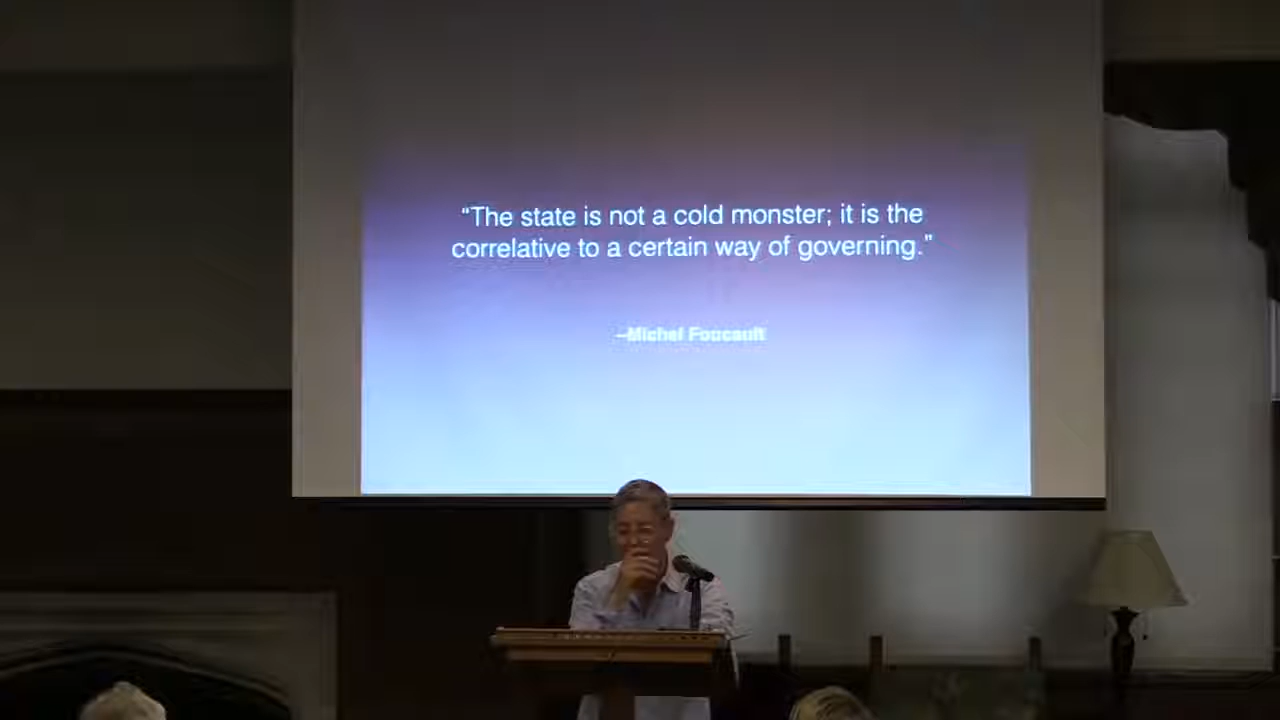 "The state is not a cold monster; it is the
correlative to a certain way of governing."
–Michel Foucault